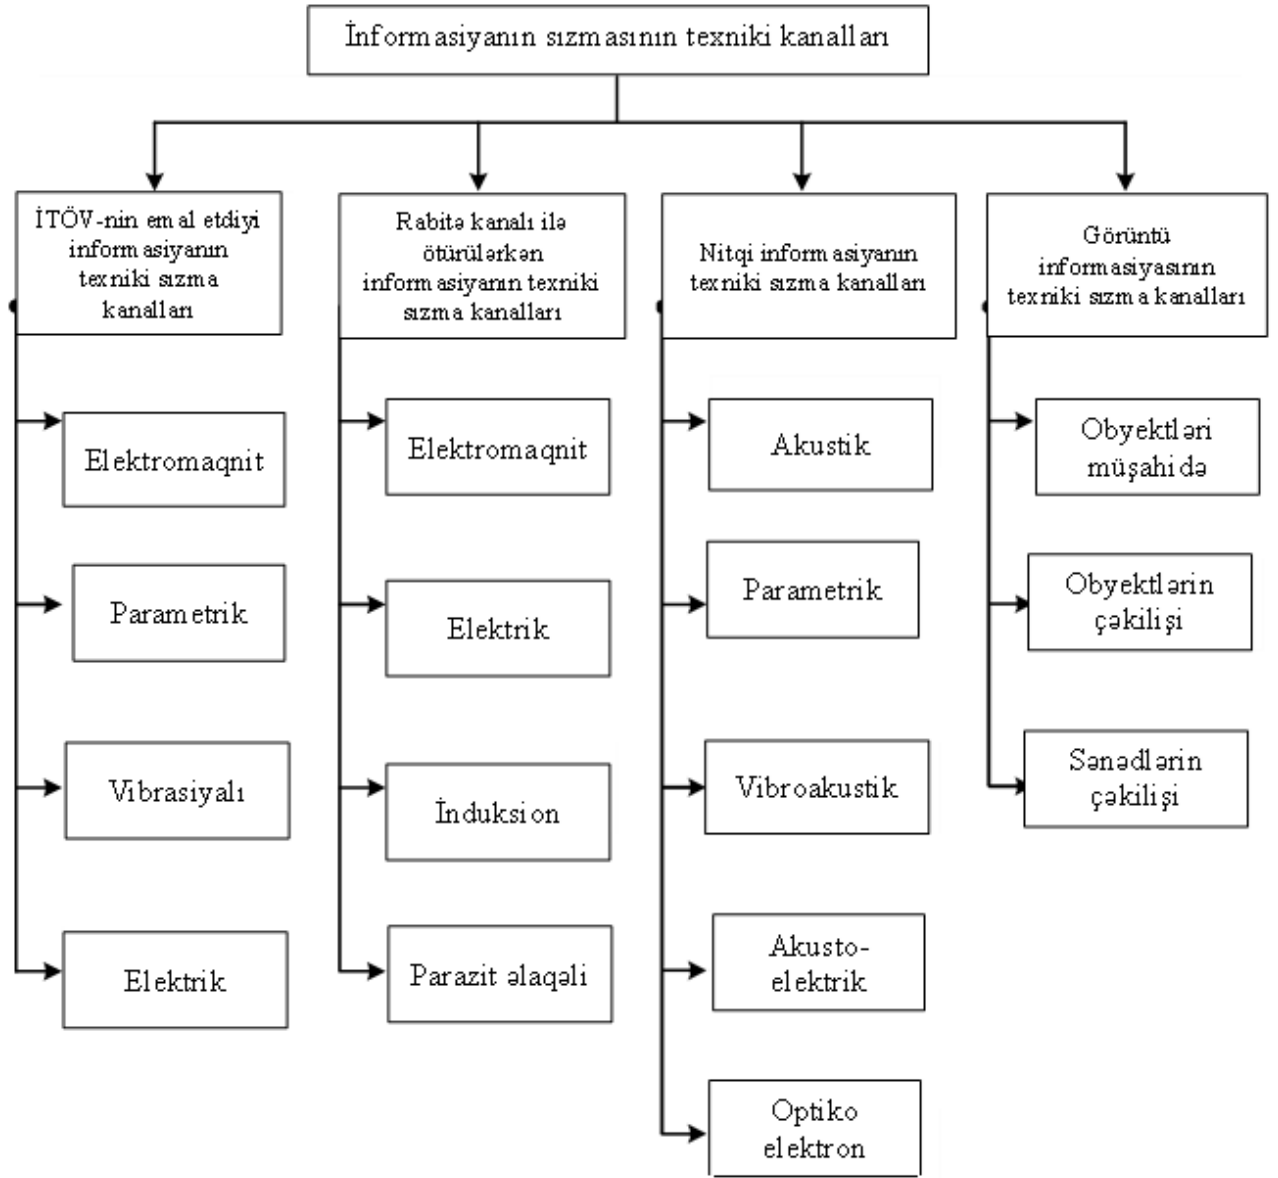 İnformasiyanın sızmasının texniki kanalları
İTÖV-nin emal etdiyi
informasiyanın
texniki sızma
kanalları
Elektromaqnit
Parametrik
Vibrasiyalı
Elektrik
Rabitə kanalı ilə
ötürülərkən
informasiyanın texniki
sızma kanalları
Elektromaqnit
Elektrik
İnduksion
Parazit əlaqəli
Nitqi informasiyanın
texniki sızma kanalları
Akustik
Parametrik
Vibroakustik
Akusto-
elektrik
Optiko
elektron
Görüntü
informasiyasının
texniki sızma kanalları
Obyektləri
müşahidə
Obyektlərin
çəkilişi
Sənədlərin
çəkilişi